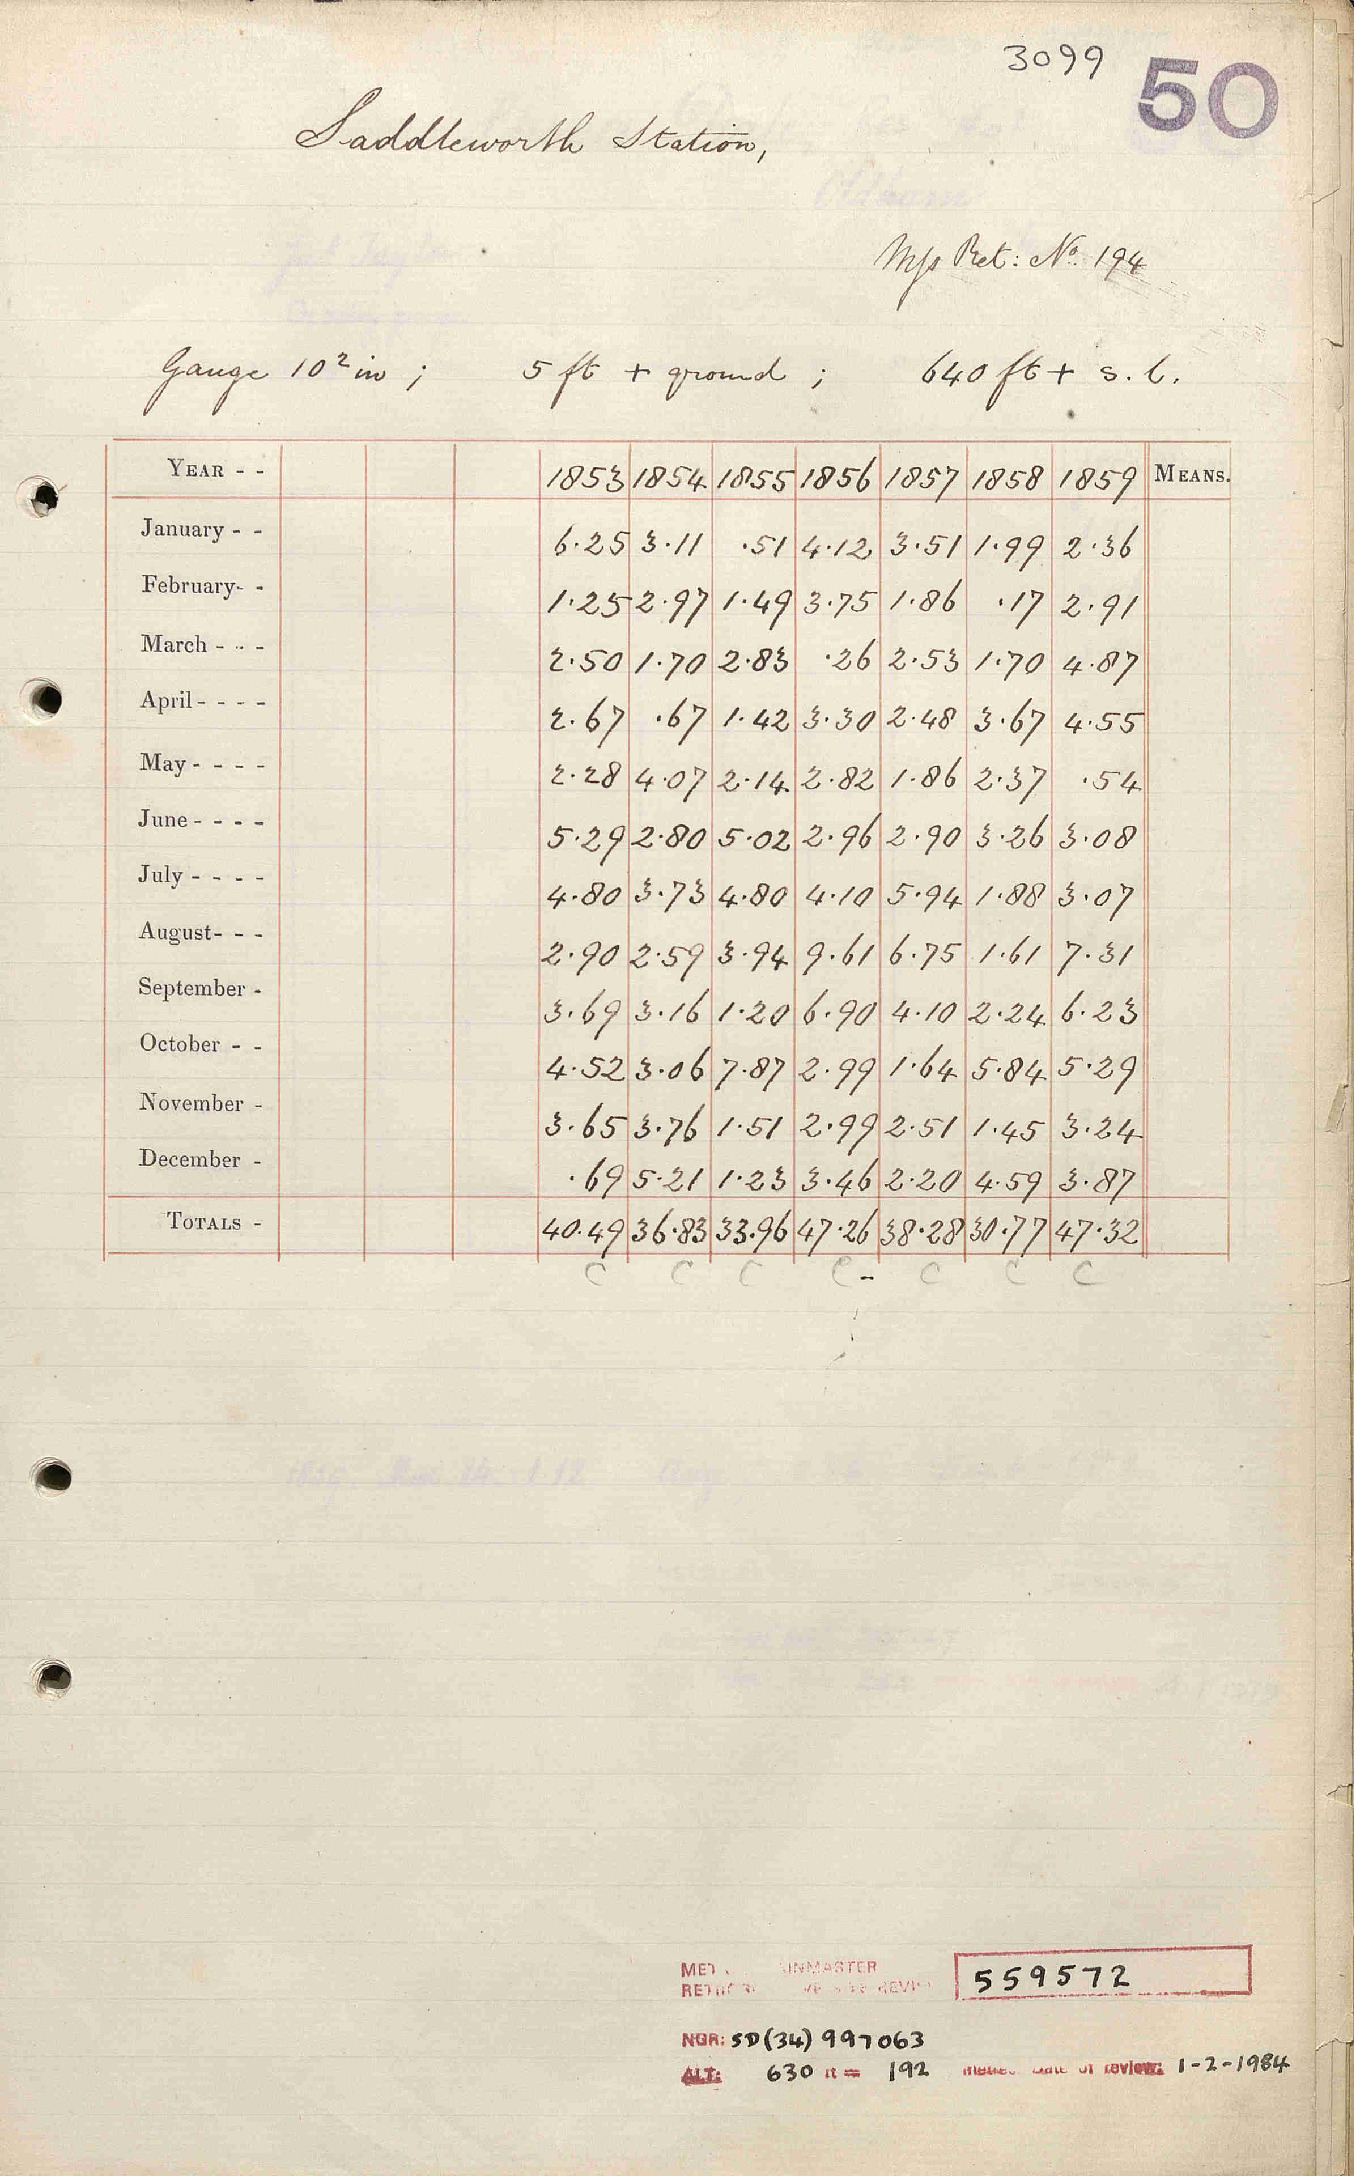 3099 50
Saddleworth Station,
Mss Ret: No. 194
Gauge 10² in ; 5 ft + ground ; 640 ft + s. l.
YEAR - - 1853 1854 1855 1856 1857 1858 1859 MEANS.
January - - 6.25 3.11 .51 4.12 3.51 1.99 2.36
February- - 1.25 2.97 1.49 3.75 1.86 .17 2.91
March - - - 2.50 1.70 2.83 .26 2.53 1.70 4.87
April - - - - 2.67 .67 1.42 3.30 2.48 3.67 4.55
May - - - - 2.28 4.07 2.14 2.82 1.86 2.37 .54
June - - - - 5.29 2.80 5.02 2.96 2.90 3.26 3.08
July - - - - 4.80 3.73 4.80 4.10 5.94 1.88 3.07
August- - - 2.90 2.59 3.94 9.61 6.75 1.61 7.31
September - 3.69 3.16 1.20 6.90 4.10 2.24 6.23
October - - 4.52 3.06 7.87 2.99 1.64 5.84 5.29
November - 3.65 3.76 1.51 2.99 2.51 1.45 3.24
December - .69 5.21 1.23 3.46 2.20 4.59 3.87
TOTALS - 40.49 36.83 33.96 47.26 38.28 30.77 47.32
C C C C C C C
559572
NGR: SD (34) 997063
ALT: 630 ft = 192 date of review: 1-2-1984